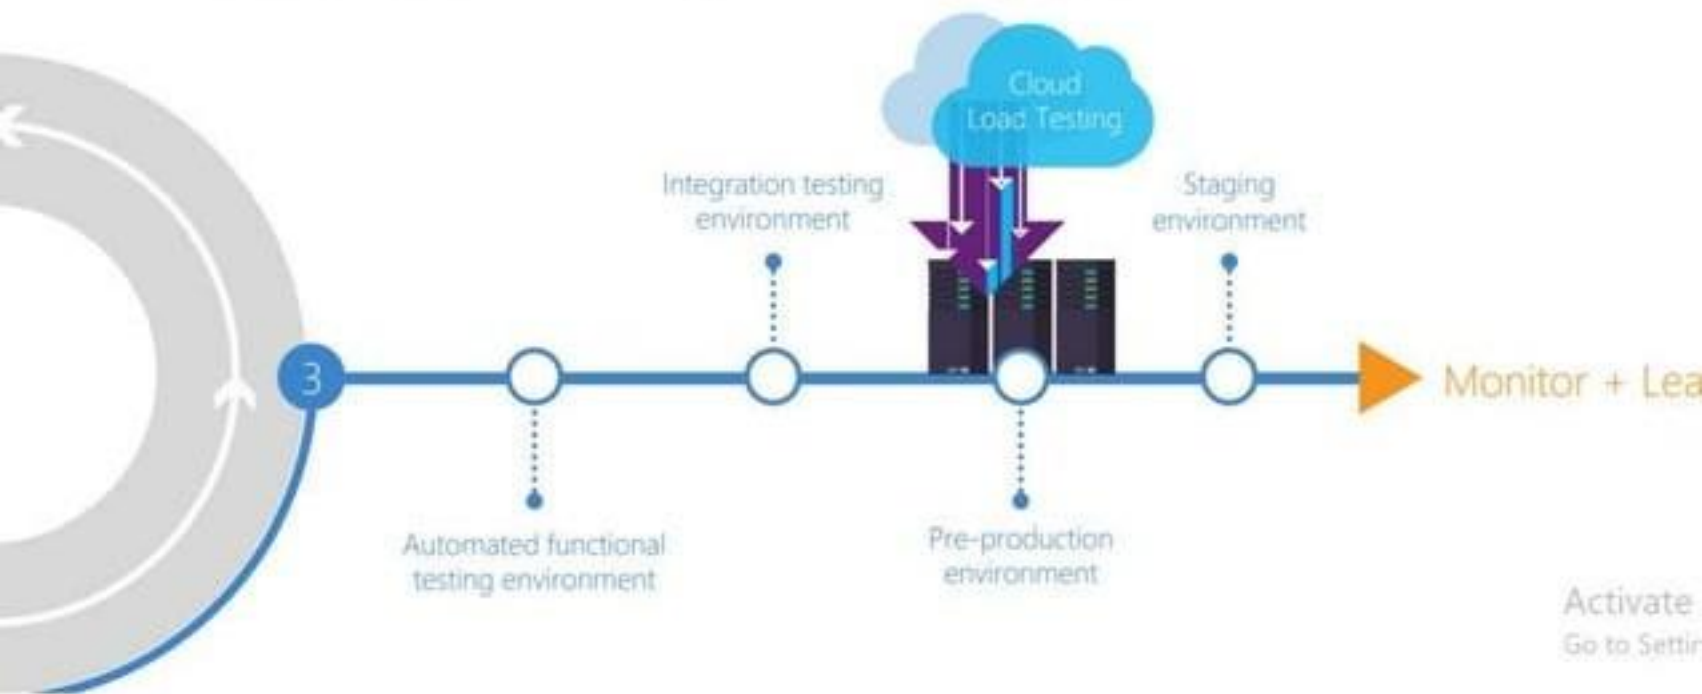 Cloud
Load Testing
Integration testing
environment
Staging
environment
3
Monitor + Lea
Automated functional
testing environment
Pre-production
environment
Activate
Go to Settin